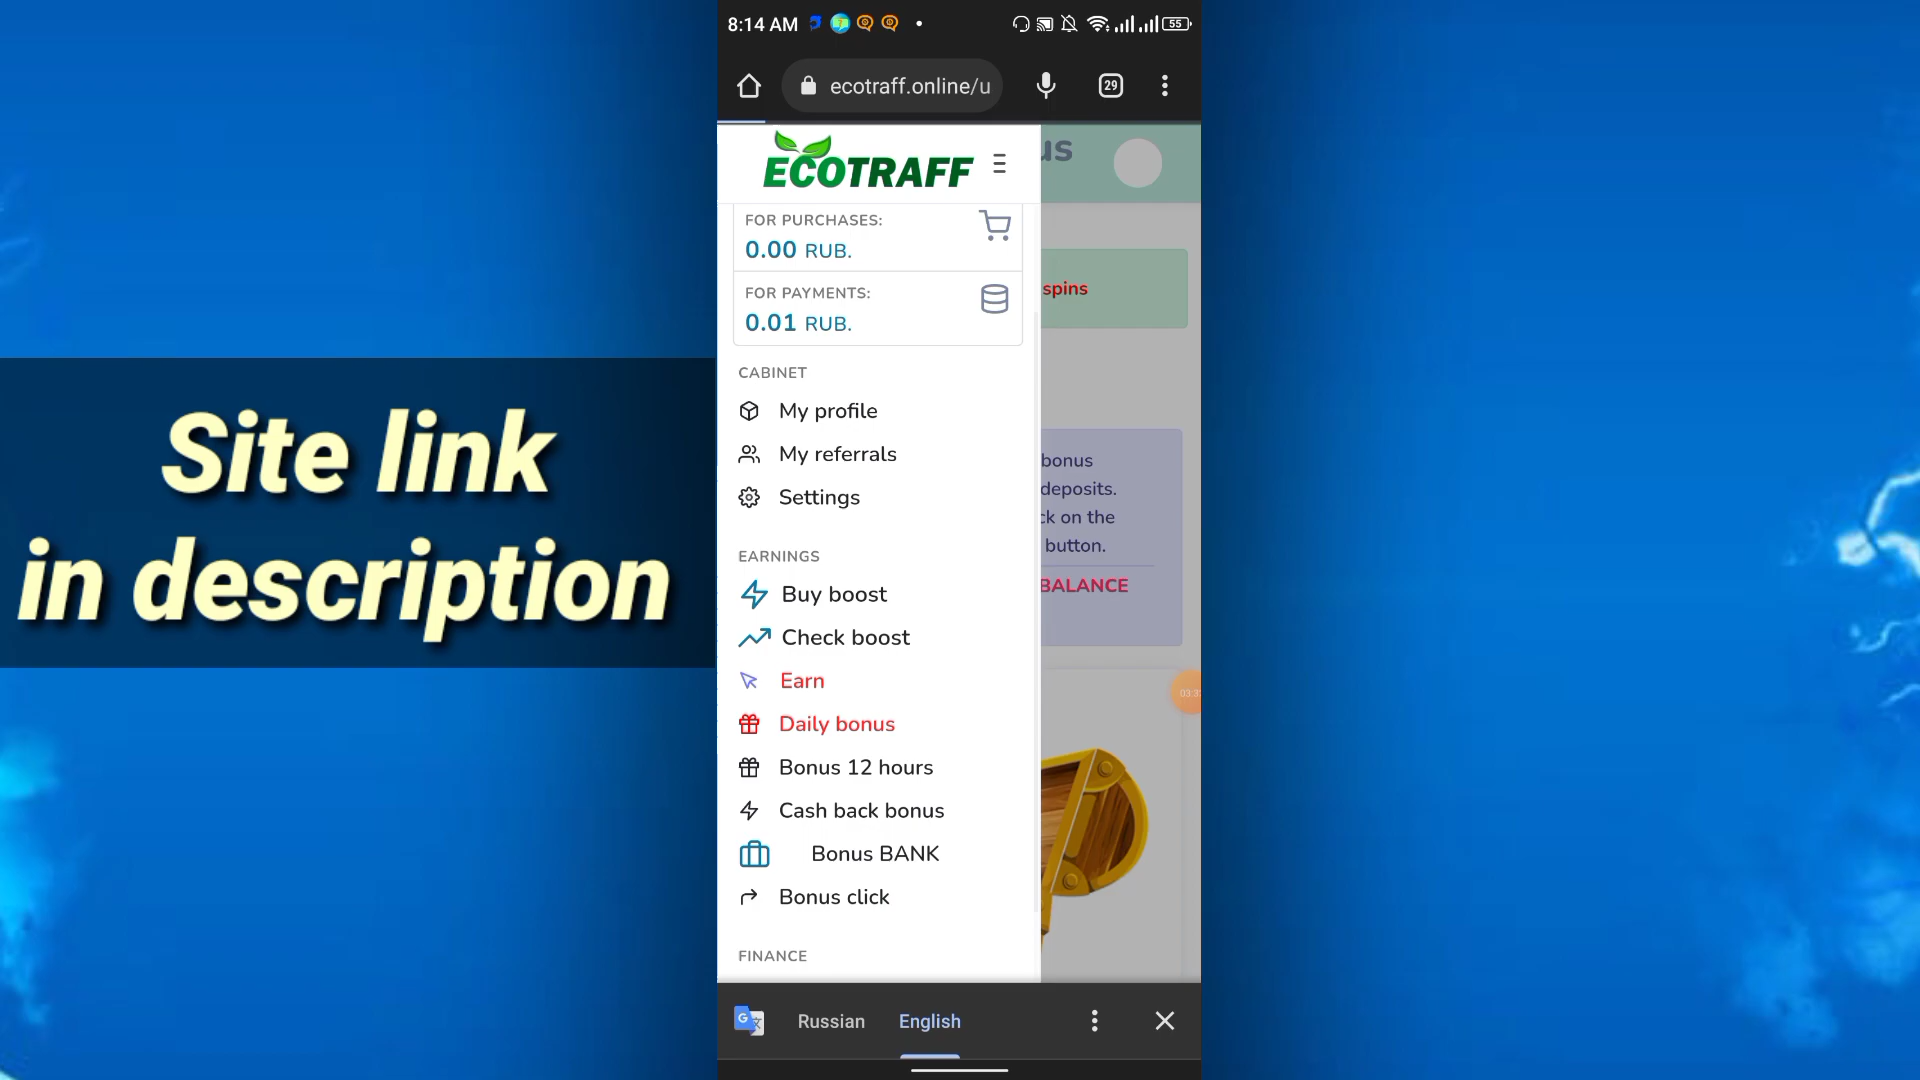 8:14 AM
55
ecotraff.online/u
29
ECOTRAFF
us
FOR PURCHASES:
0.00 RUB.
spins
FOR PAYMENTS:
0.01 RUB.
CABINET
My profile
My referrals
Settings
bonus
deposits.
ck on the
button.
BALANCE
EARNINGS
Buy boost
Check boost
Earn
Daily bonus
Bonus 12 hours
Cash back bonus
Bonus BANK
Bonus click
FINANCE
Russian English
Site link
in description